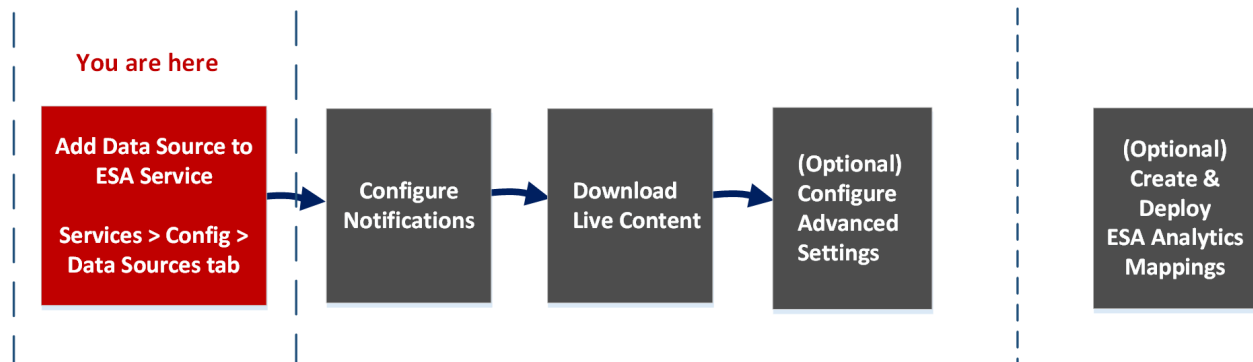 You are here
Add Data Source to
ESA Service
Services > Config >
Data Sources tab
Configure
Notifications
Download
Live Content
(Optional)
Configure
Advanced
Settings
(Optional)
Create &
Deploy
ESA Analytics
Mappings